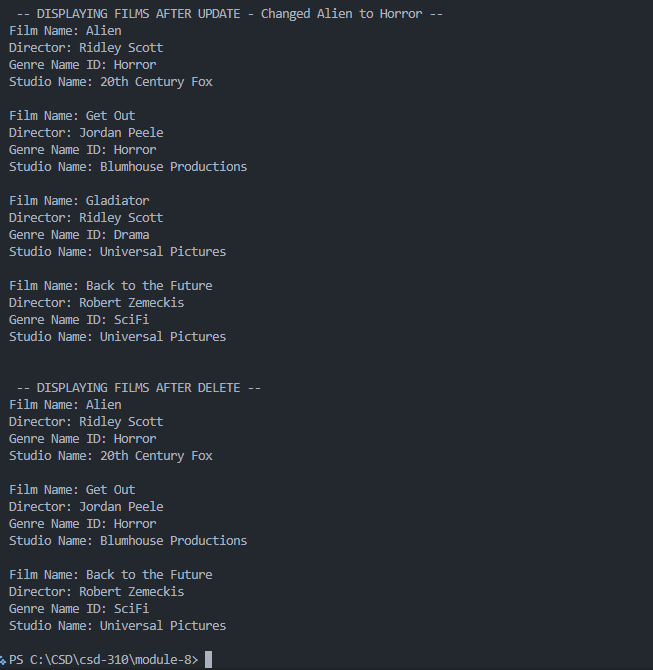 -- DISPLAYING FILMS AFTER UPDATE - Changed Alien to Horror --
Film Name: Alien
Director: Ridley Scott
Genre Name ID: Horror
Studio Name: 20th Century Fox
Film Name: Get Out
Director: Jordan Peele
Genre Name ID: Horror
Studio Name: Blumhouse Productions
Film Name: Gladiator
Director: Ridley Scott
Genre Name ID: Drama
Studio Name: Universal Pictures
Film Name: Back to the Future
Director: Robert Zemeckis
Genre Name ID: SciFi
Studio Name: Universal Pictures
-- DISPLAYING FILMS AFTER DELETE --
Film Name: Alien
Director: Ridley Scott
Genre Name ID: Horror
Studio Name: 20th Century Fox
Film Name: Get Out
Director: Jordan Peele
Genre Name ID: Horror
Studio Name: Blumhouse Productions
Film Name: Back to the Future
Director: Robert Zemeckis
Genre Name ID: SciFi
Studio Name: Universal Pictures
PS C:\CSD\csd-310\module-8>